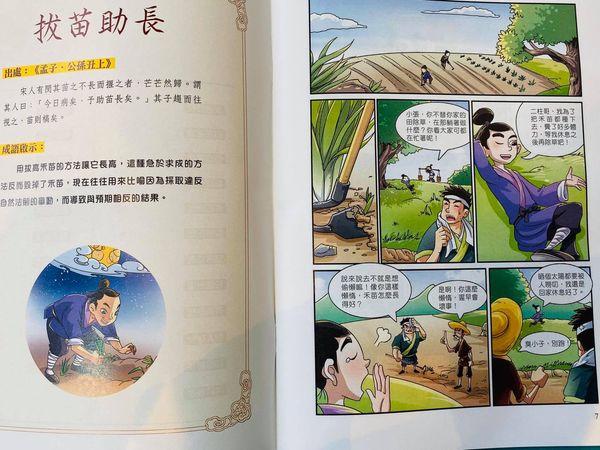 拔苗助長
出處：《孟子·公孫丑上》
宋人有閔其苗之不長而揠之者，芒芒然歸。謂
其人曰：「今日病矣，予助苗長矣。」其子趨而往
視之，苗則槁矣。
成語啟示：
用拔高禾苗的方法讓它長高，這種急於求成的方
法反而毀掉了禾苗，現在往往用來比喻因為採取違反
自然法則的舉動，而導致與預期相反的結果。
小張，你不替你家的
田除草，在那躺著做
什麼？你看大家可都
在忙著呢！
二柱哥，我為了
把禾苗都種下
去，費了好多體
力，等我休息之
後再除草吧！
說來說去不就是想
偷懶嘛！像你這樣
懶惰，禾苗怎麼長
得好？
是啊！你這麼
懶惰，遲早會
壞事！
曬個太陽都要被
人嘮叨，我還是
回家休息好了。
臭小子，別跑！
7